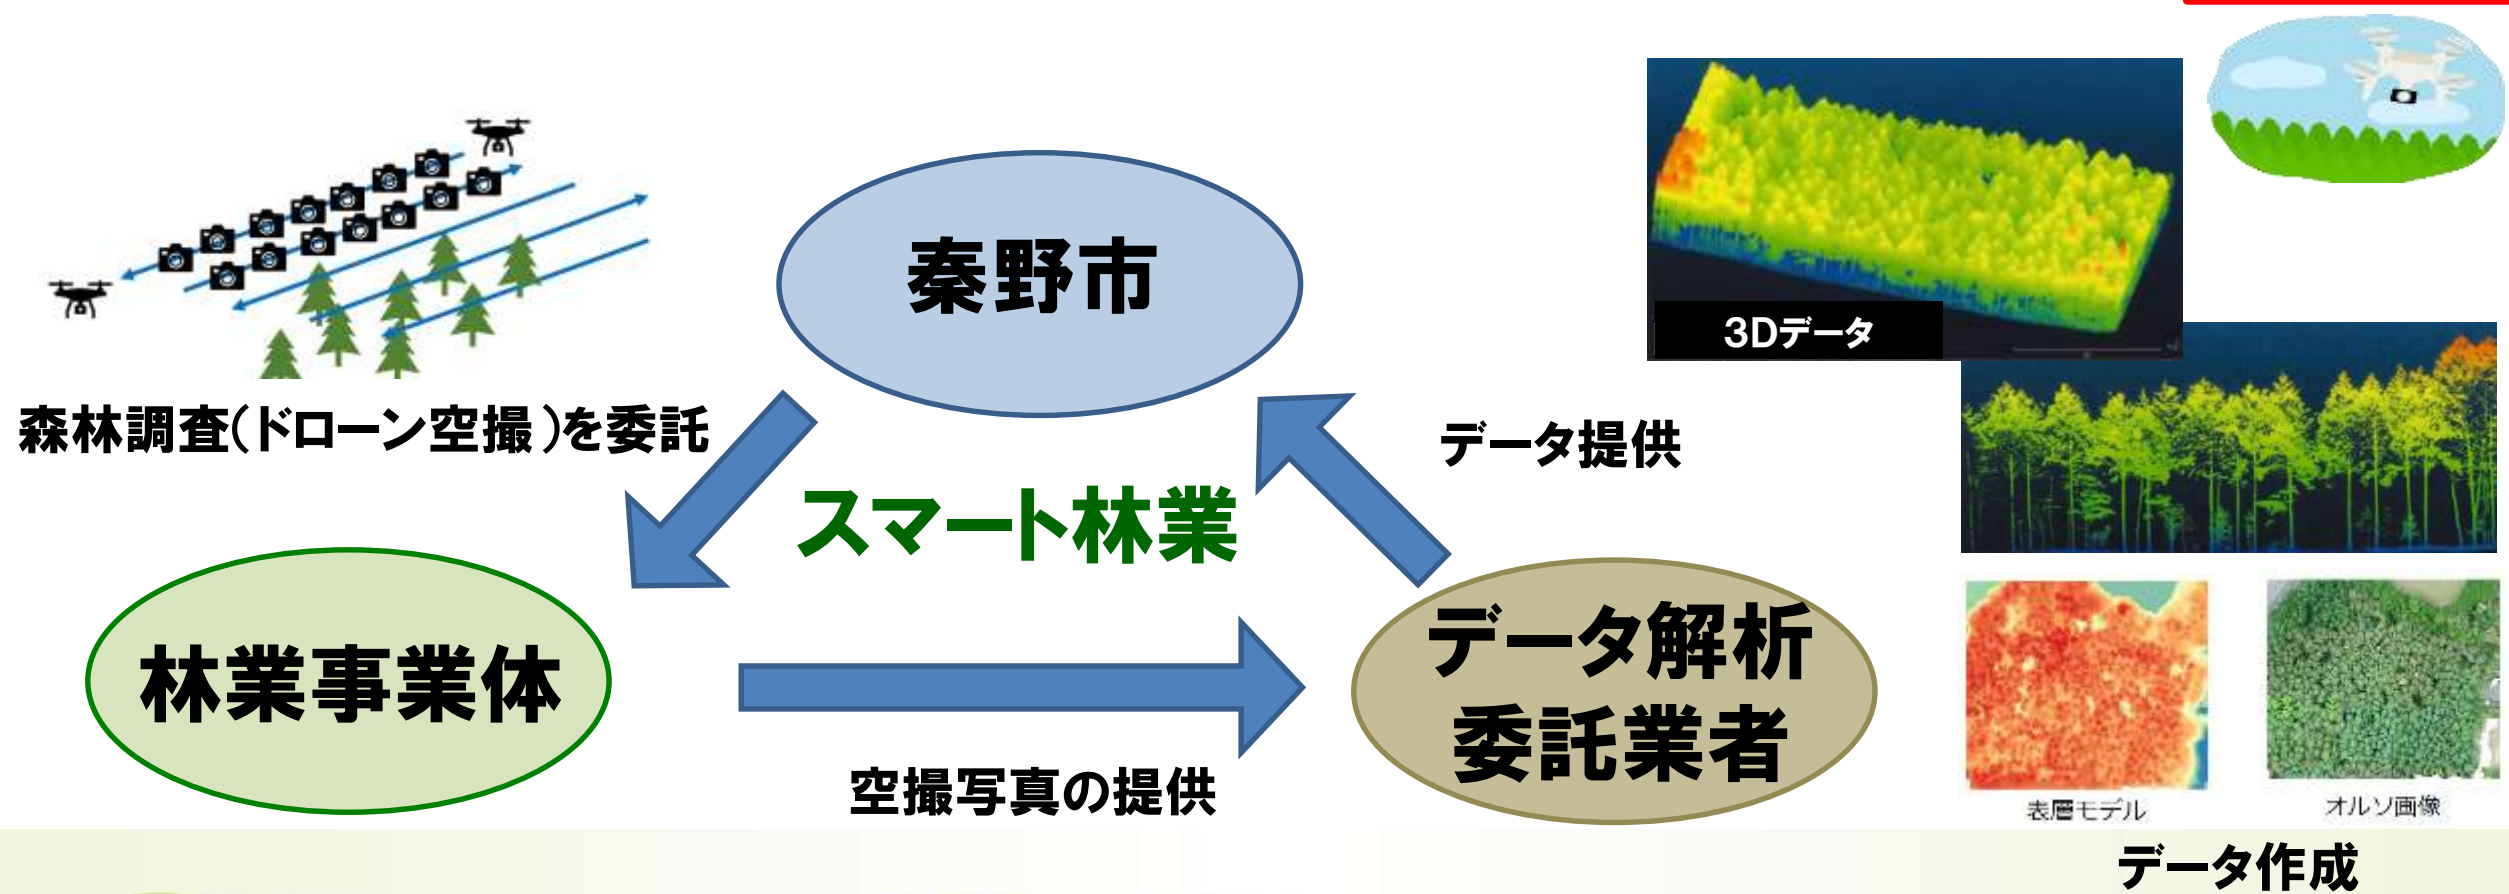 秦野市
3Dデータ
森林調査(ドローン空撮)を委託
データ提供
スマート林業
林業事業体
データ解析
委託業者
空撮写真の提供
表層モデル
オルソ画像
データ作成